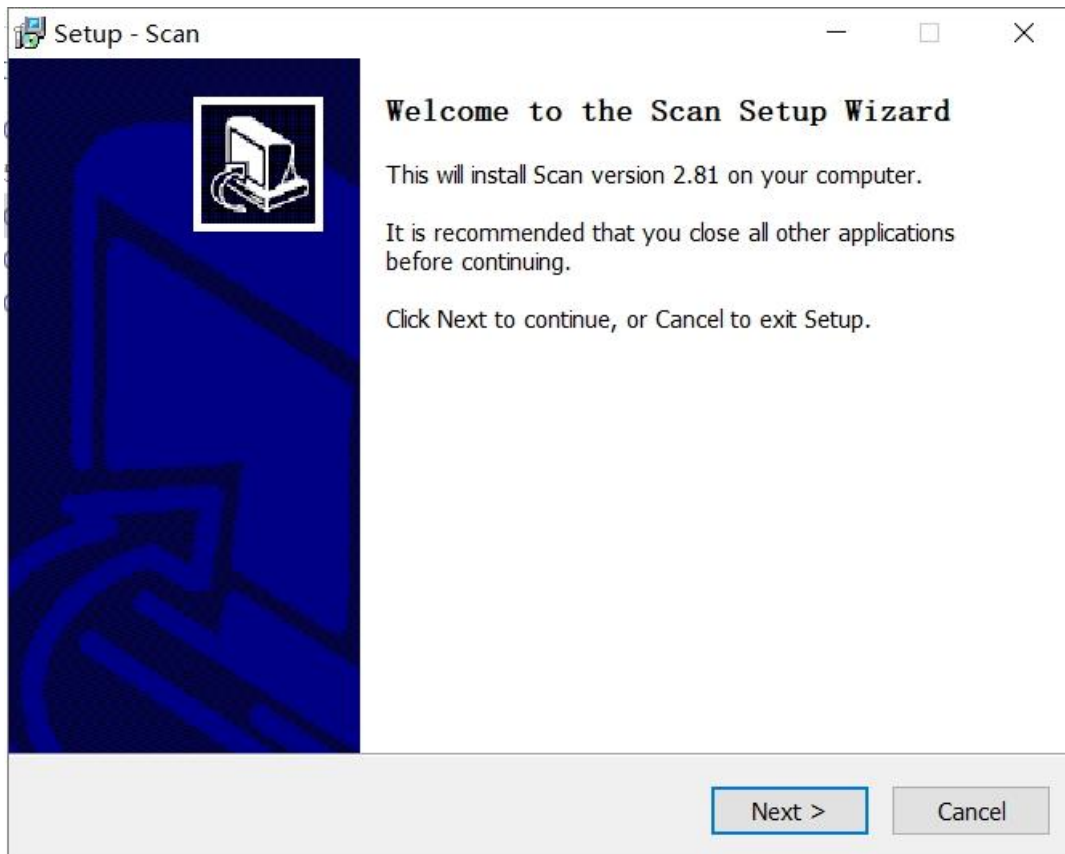 Setup - Scan
Welcome to the Scan Setup Wizard
This will install Scan version 2.81 on your computer.
It is recommended that you close all other applications
before continuing.
Click Next to continue, or Cancel to exit Setup.
Next >
Cancel